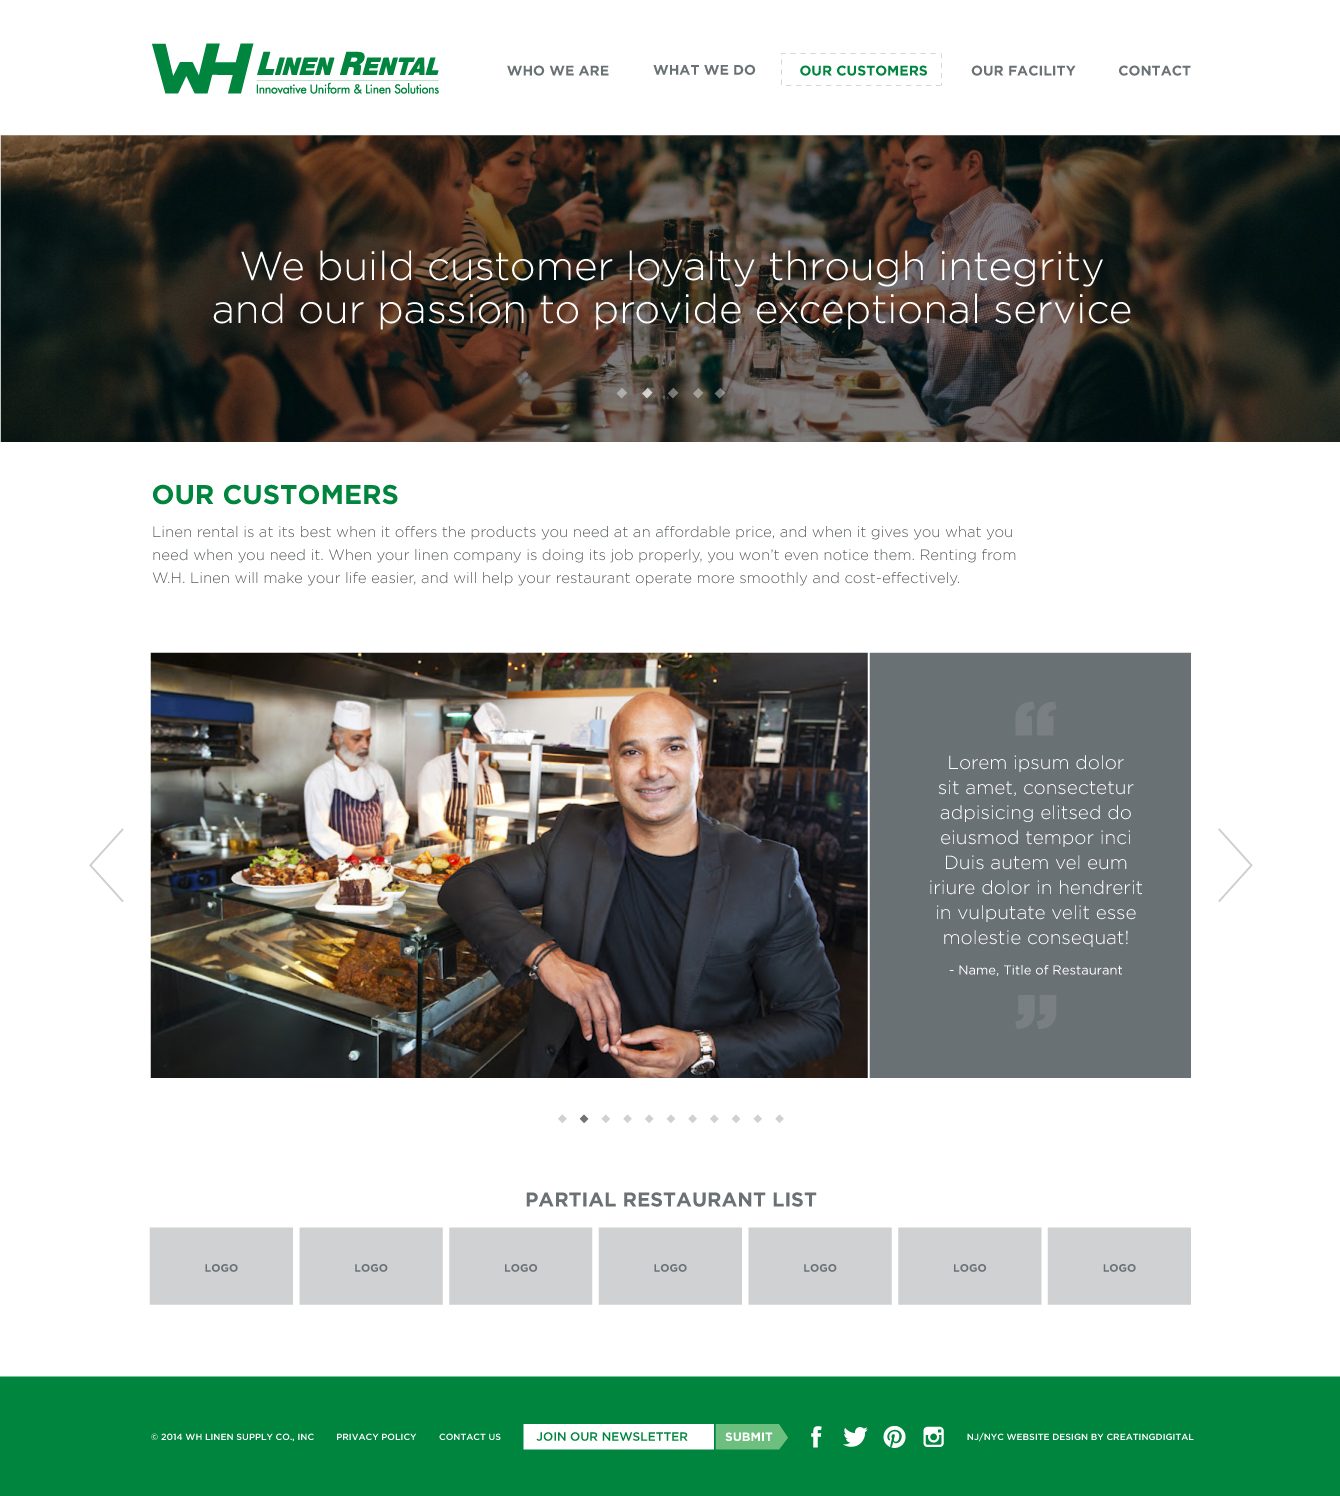 WH LINEN RENTAL
Innovative Uniform & Linen Solutions
WHO WE ARE
WHAT WE DO
OUR CUSTOMERS
OUR FACILITY
CONTACT
We build customer loyalty through integrity
and our passion to provide exceptional service
OUR CUSTOMERS
Linen rental is at its best when it offers the products you need at an affordable price, and when it gives you what you
need when you need it. When your linen company is doing its job properly, you won't even notice them. Renting from
W.H. Linen will make your life easier, and will help your restaurant operate more smoothly and cost-effectively.
“
Lorem ipsum dolor
sit amet, consectetur
adpisicing elitsed do
eiusmod tempor inci
Duis autem vel eum
iriure dolor in hendrerit
in vulputate velit esse
molestie consequat!
- Name, Title of Restaurant
”
PARTIAL RESTAURANT LIST
LOGO
LOGO
LOGO
LOGO
LOGO
LOGO
LOGO
© 2014 WH LINEN SUPPLY CO., INC
PRIVACY POLICY
CONTACT US
JOIN OUR NEWSLETTER
SUBMIT
NJ/NYC WEBSITE DESIGN BY CREATINGDIGITAL